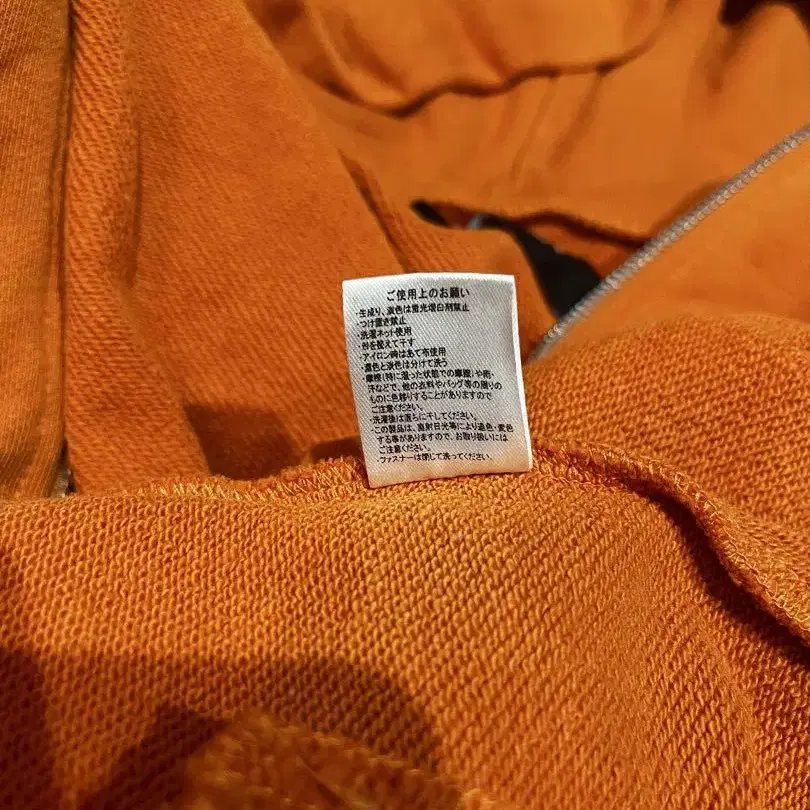 ご使用上のお願い
・生成り、淡色は蛍光増白剤禁止
・つけ置き禁止
・洗濯ネット使用
・形を整えて干す
・アイロン時はあて布使用
・濃色と淡色は分けて洗う
・摩擦(特に湿った状態での摩擦)や雨・
汗などで、他の衣料やバッグ等の周りの
ものに色移りすることがありますので
ご注意ください。
・洗濯後は直ちに干してください。
・この製品は、直射日光等により退色・変色
する事がありますので、お取り扱いには
ご注意ください。
・ファスナーは閉じて洗ってください。